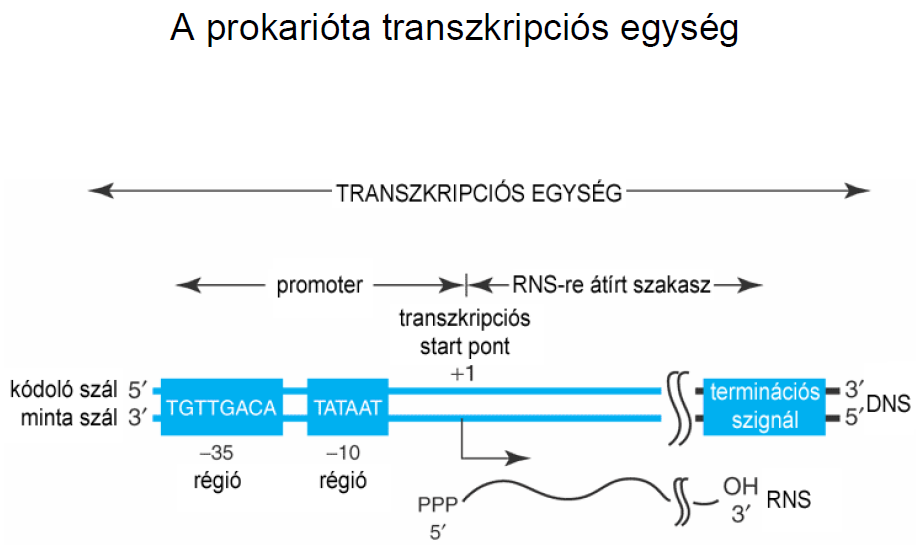 A prokarióta transzkripciós egység
TRANSZKRIPCIÓS EGYSÉG
promoter
RNS-re átírt szakasz
transzkripciós
start pont
+1
kódoló szál 5′
minta szál 3′
TGTTGACA
TATAAT
terminációs
szignál
3′
5′
DNS
−35
régió
−10
régió
PPP
5′
OH
3′
RNS